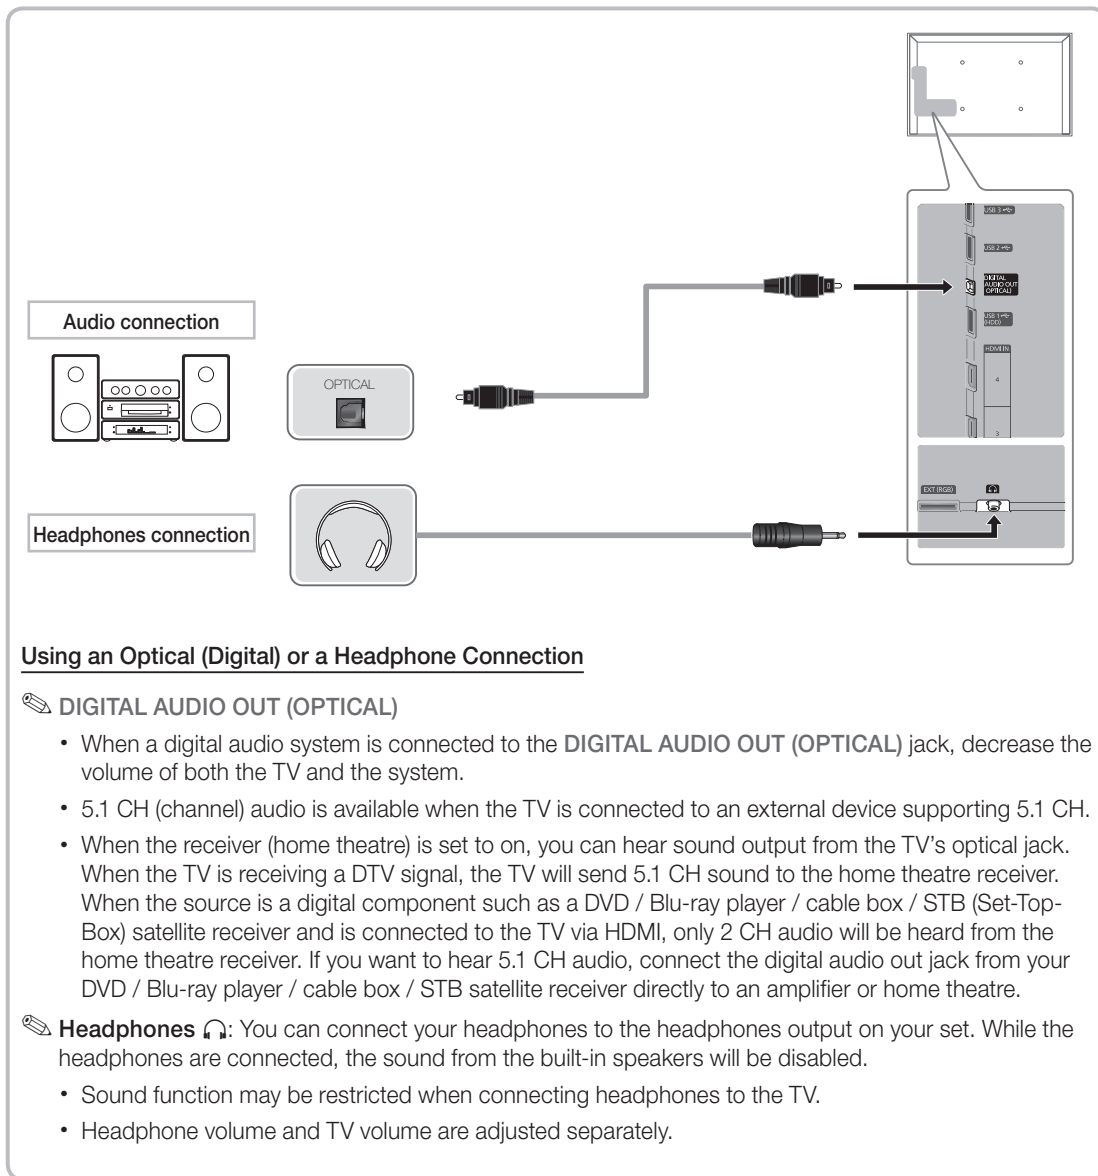 USB 3
USB 2
DIGITAL
AUDIO OUT
(OPTICAL)
USB 1
(HDD)
HDMI IN
4
3
Audio connection
OPTICAL
EXT (RGB)
Headphones connection
Using an Optical (Digital) or a Headphone Connection
DIGITAL AUDIO OUT (OPTICAL)
• When a digital audio system is connected to the DIGITAL AUDIO OUT (OPTICAL) jack, decrease the
volume of both the TV and the system.
• 5.1 CH (channel) audio is available when the TV is connected to an external device supporting 5.1 CH.
• When the receiver (home theatre) is set to on, you can hear sound output from the TV’s optical jack.
When the TV is receiving a DTV signal, the TV will send 5.1 CH sound to the home theatre receiver.
When the source is a digital component such as a DVD / Blu-ray player / cable box / STB (Set-Top-
Box) satellite receiver and is connected to the TV via HDMI, only 2 CH audio will be heard from the
home theatre receiver. If you want to hear 5.1 CH audio, connect the digital audio out jack from your
DVD / Blu-ray player / cable box / STB satellite receiver directly to an amplifier or home theatre.
Headphones : You can connect your headphones to the headphones output on your set. While the
headphones are connected, the sound from the built-in speakers will be disabled.
• Sound function may be restricted when connecting headphones to the TV.
• Headphone volume and TV volume are adjusted separately.